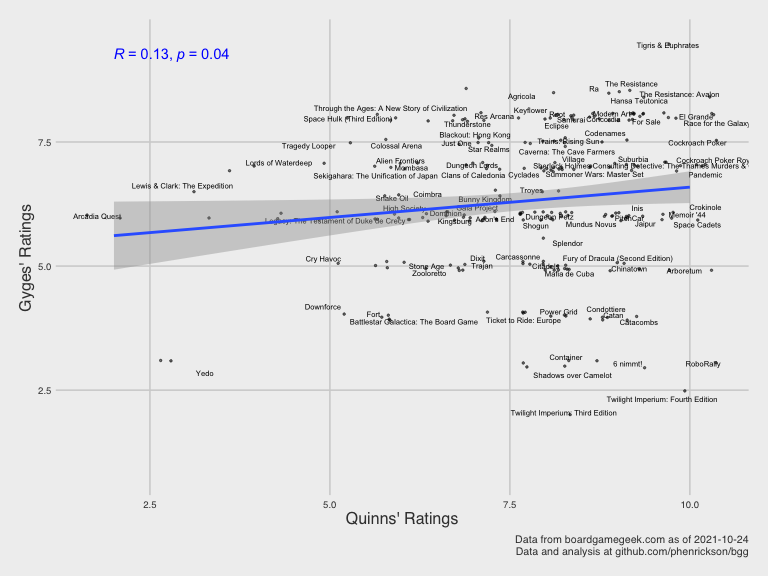 Tigris & Euphrates
R = 0.13, p = 0.04
The Resistance
Ra
The Resistance: Avalon
Agricola
Hansa Teutonica
Through the Ages: A New Story of Civilization
Keyflower
Root
Modern Art
Res Arcana
Space Hulk (Third Edition)
Samurai
Concordia
For Sale
El Grande
Thunderstone
Eclipse
Race for the Galaxy
Blackout: Hong Kong
Codenames
7.5
Tragedy Looper
Colossal Arena
Just One
Trains
Rising Sun
Cockroach Poker
Star Realms
Caverna: The Cave Farmers
Lords of Waterdeep
Alien Frontiers
Village
Suburbia
Cockroach Poker Roy
Mombasa
Dungeon Lords
Sherlock Holmes Consulting Detective: The Thames Murders &
Sekigahara: The Unification of Japan
Clans of Caledonia
Cyclades
Summoner Wars: Master Set
Pandemic
Lewis & Clark: The Expedition
Coimbra
Troyes
Snake Oil
Bunny Kingdom
High Society
Gaia Project
Inis
Crokinole
Arcadia Quest
Dominion
Memoir '44
Legacy: The Testament of Duke de Crecy
Kingsburg
Aeon's End
Dungeon Petz
Shogun
Mundus Novus
Jaipur
Space Cadets
Splendor
Cry Havoc
Dixit
Carcassonne
Fury of Dracula (Second Edition)
5.0
Stone Age
Trajan
Citadels
Chinatown
Arboretum
Zooloretto
Mafia de Cuba
Downforce
Fort
Power Grid
Condottiere
Catan
Battlestar Galactica: The Board Game
Ticket to Ride: Europe
Catacombs
Container
6 nimmt!
RoboRally
Yedo
Shadows over Camelot
2.5
Twilight Imperium: Fourth Edition
Twilight Imperium: Third Edition
Gyges' Ratings
2.5
5.0
7.5
10.0
Quinns' Ratings
Data from boardgamegeek.com as of 2021-10-24
Data and analysis at github.com/phenrickson/bgg